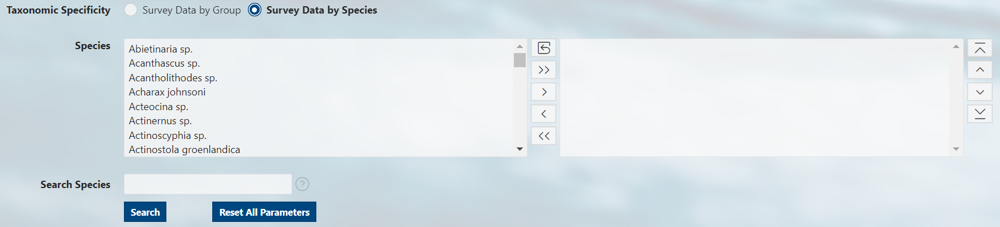 Taxonomic Specificity Survey Data by Group Survey Data by Species
Species
Abietinaria sp.
Acanthascus sp.
Acantholithodes sp.
Acharax johnsoni
Acteocina sp.
Actinernus sp.
Actinoscyphia sp.
Actinostola groenlandica
Search Species ?
Search Reset All Parameters